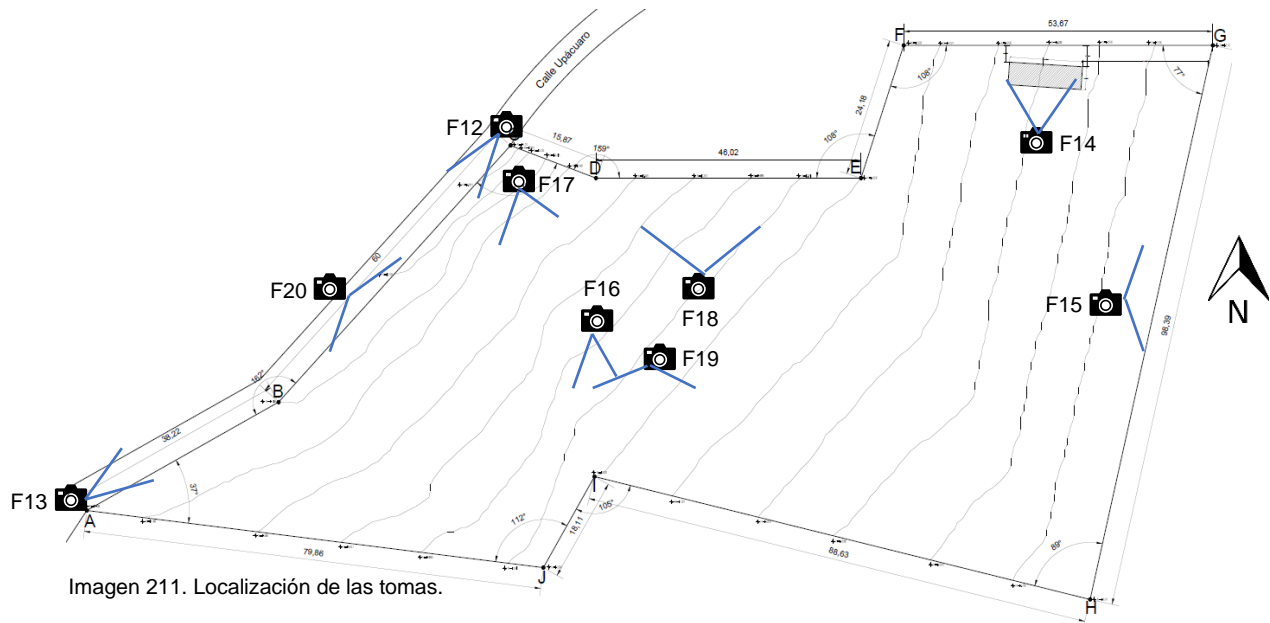 53,67
F
G
Calle Upácuaro
108°
77°
24,18
F12
15,87
F14
108°
159°
46,02
D
E
F17
60
F20
F16
F18
F15
N
F19
98,39
162°
B
38,22
F13
37°
A
I
112°
105°
18,11
79,86
88,63
89°
J
H
Imagen 211. Localización de las tomas.